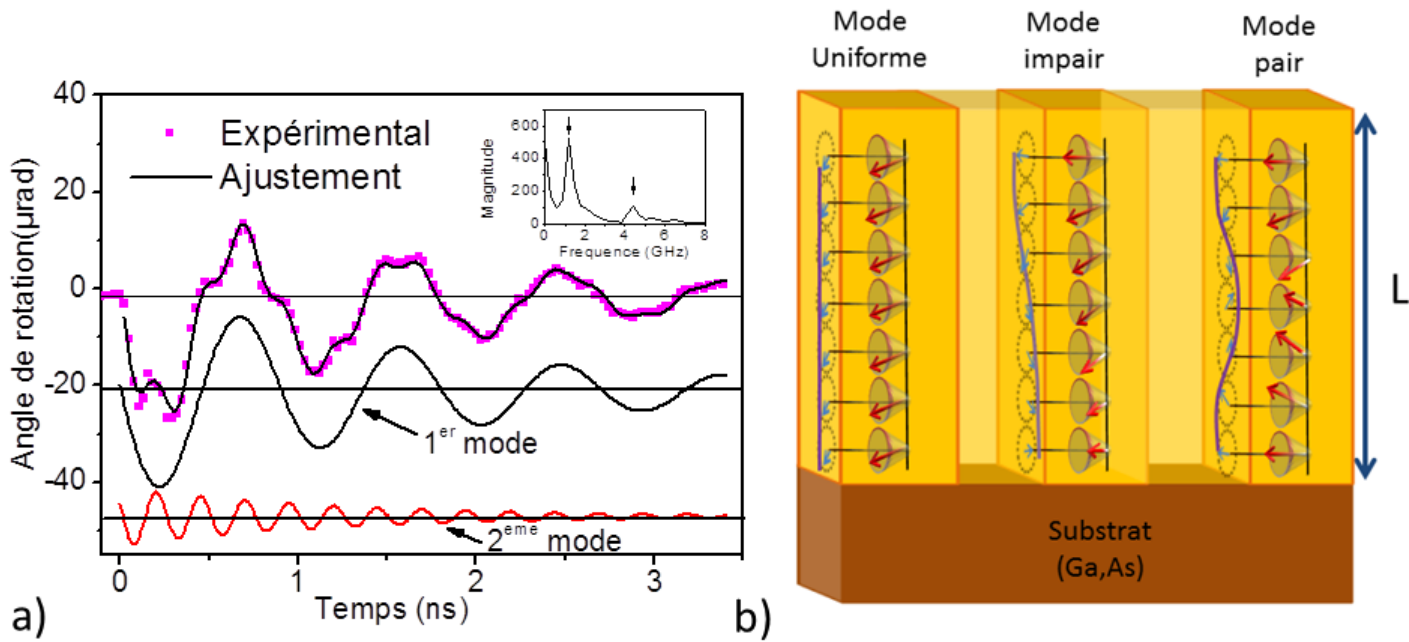 40
20
0
-20
-40
Angle de rotation(µrad)
Expérimental
Ajustement
600
400
200
0
Magnitude
0 2 4 6 8
Frequence (GHz)
1er mode
2eme mode
0 1 2 3
Temps (ns)
a)
Mode
Uniforme
Mode
impair
Mode
pair
L
Substrat
(Ga,As)
b)